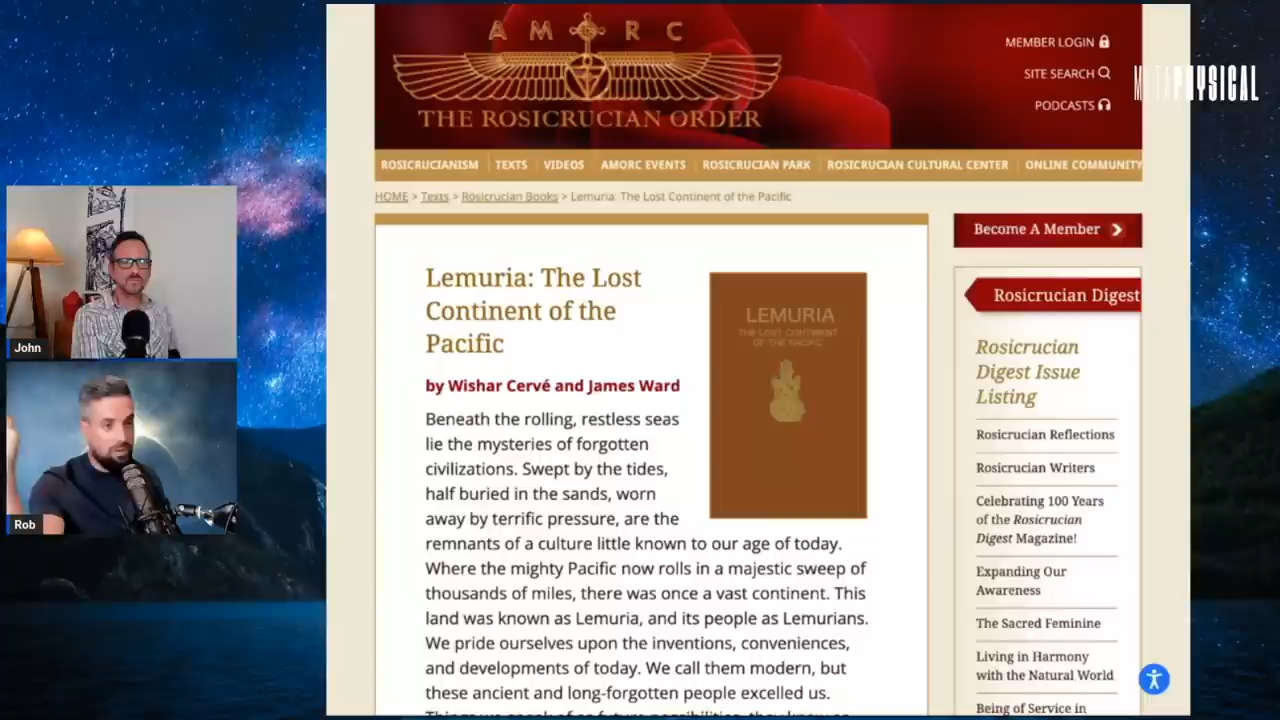 A M R C
THE ROSICRUCIAN ORDER
MEMBER LOGIN
SITE SEARCH
PODCASTS
METAPHYSICAL
ROSICRUCIANISM
TEXTS
VIDEOS
AMORC EVENTS
ROSICRUCIAN PARK
ROSICRUCIAN CULTURAL CENTER
ONLINE COMMUNITY
HOME > Texts > Rosicrucian Books > Lemuria: The Lost Continent of the Pacific
Lemuria: The Lost
Continent of the
Pacific
by Wishar Cervé and James Ward
Beneath the rolling, restless seas
lie the mysteries of forgotten
civilizations. Swept by the tides,
half buried in the sands, worn
away by terrific pressure, are the
remnants of a culture little known to our age of today.
Where the mighty Pacific now rolls in a majestic sweep of
thousands of miles, there was once a vast continent. This
land was known as Lemuria, and its people as Lemurians.
We pride ourselves upon the inventions, conveniences,
and developments of today. We call them modern, but
these ancient and long-forgotten people excelled us.
LEMURIA
THE LOST CONTINENT
OF THE PACIFIC
Become A Member
Rosicrucian Digest
Rosicrucian
Digest Issue
Listing
Rosicrucian Reflections
Rosicrucian Writers
Celebrating 100 Years
of the Rosicrucian
Digest Magazine!
Expanding Our
Awareness
The Sacred Feminine
Living in Harmony
with the Natural World
Being of Service in
John
Rob